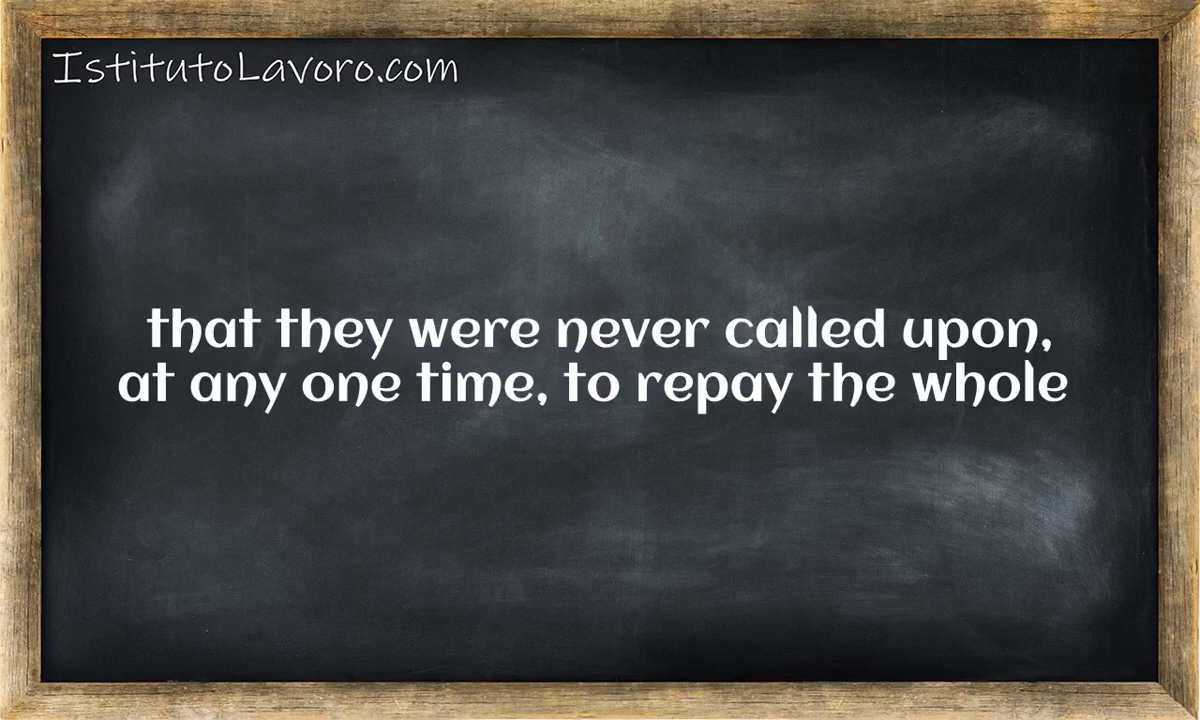 IstitutoLavoro.com
that they were never called upon,
at any one time, to repay the whole